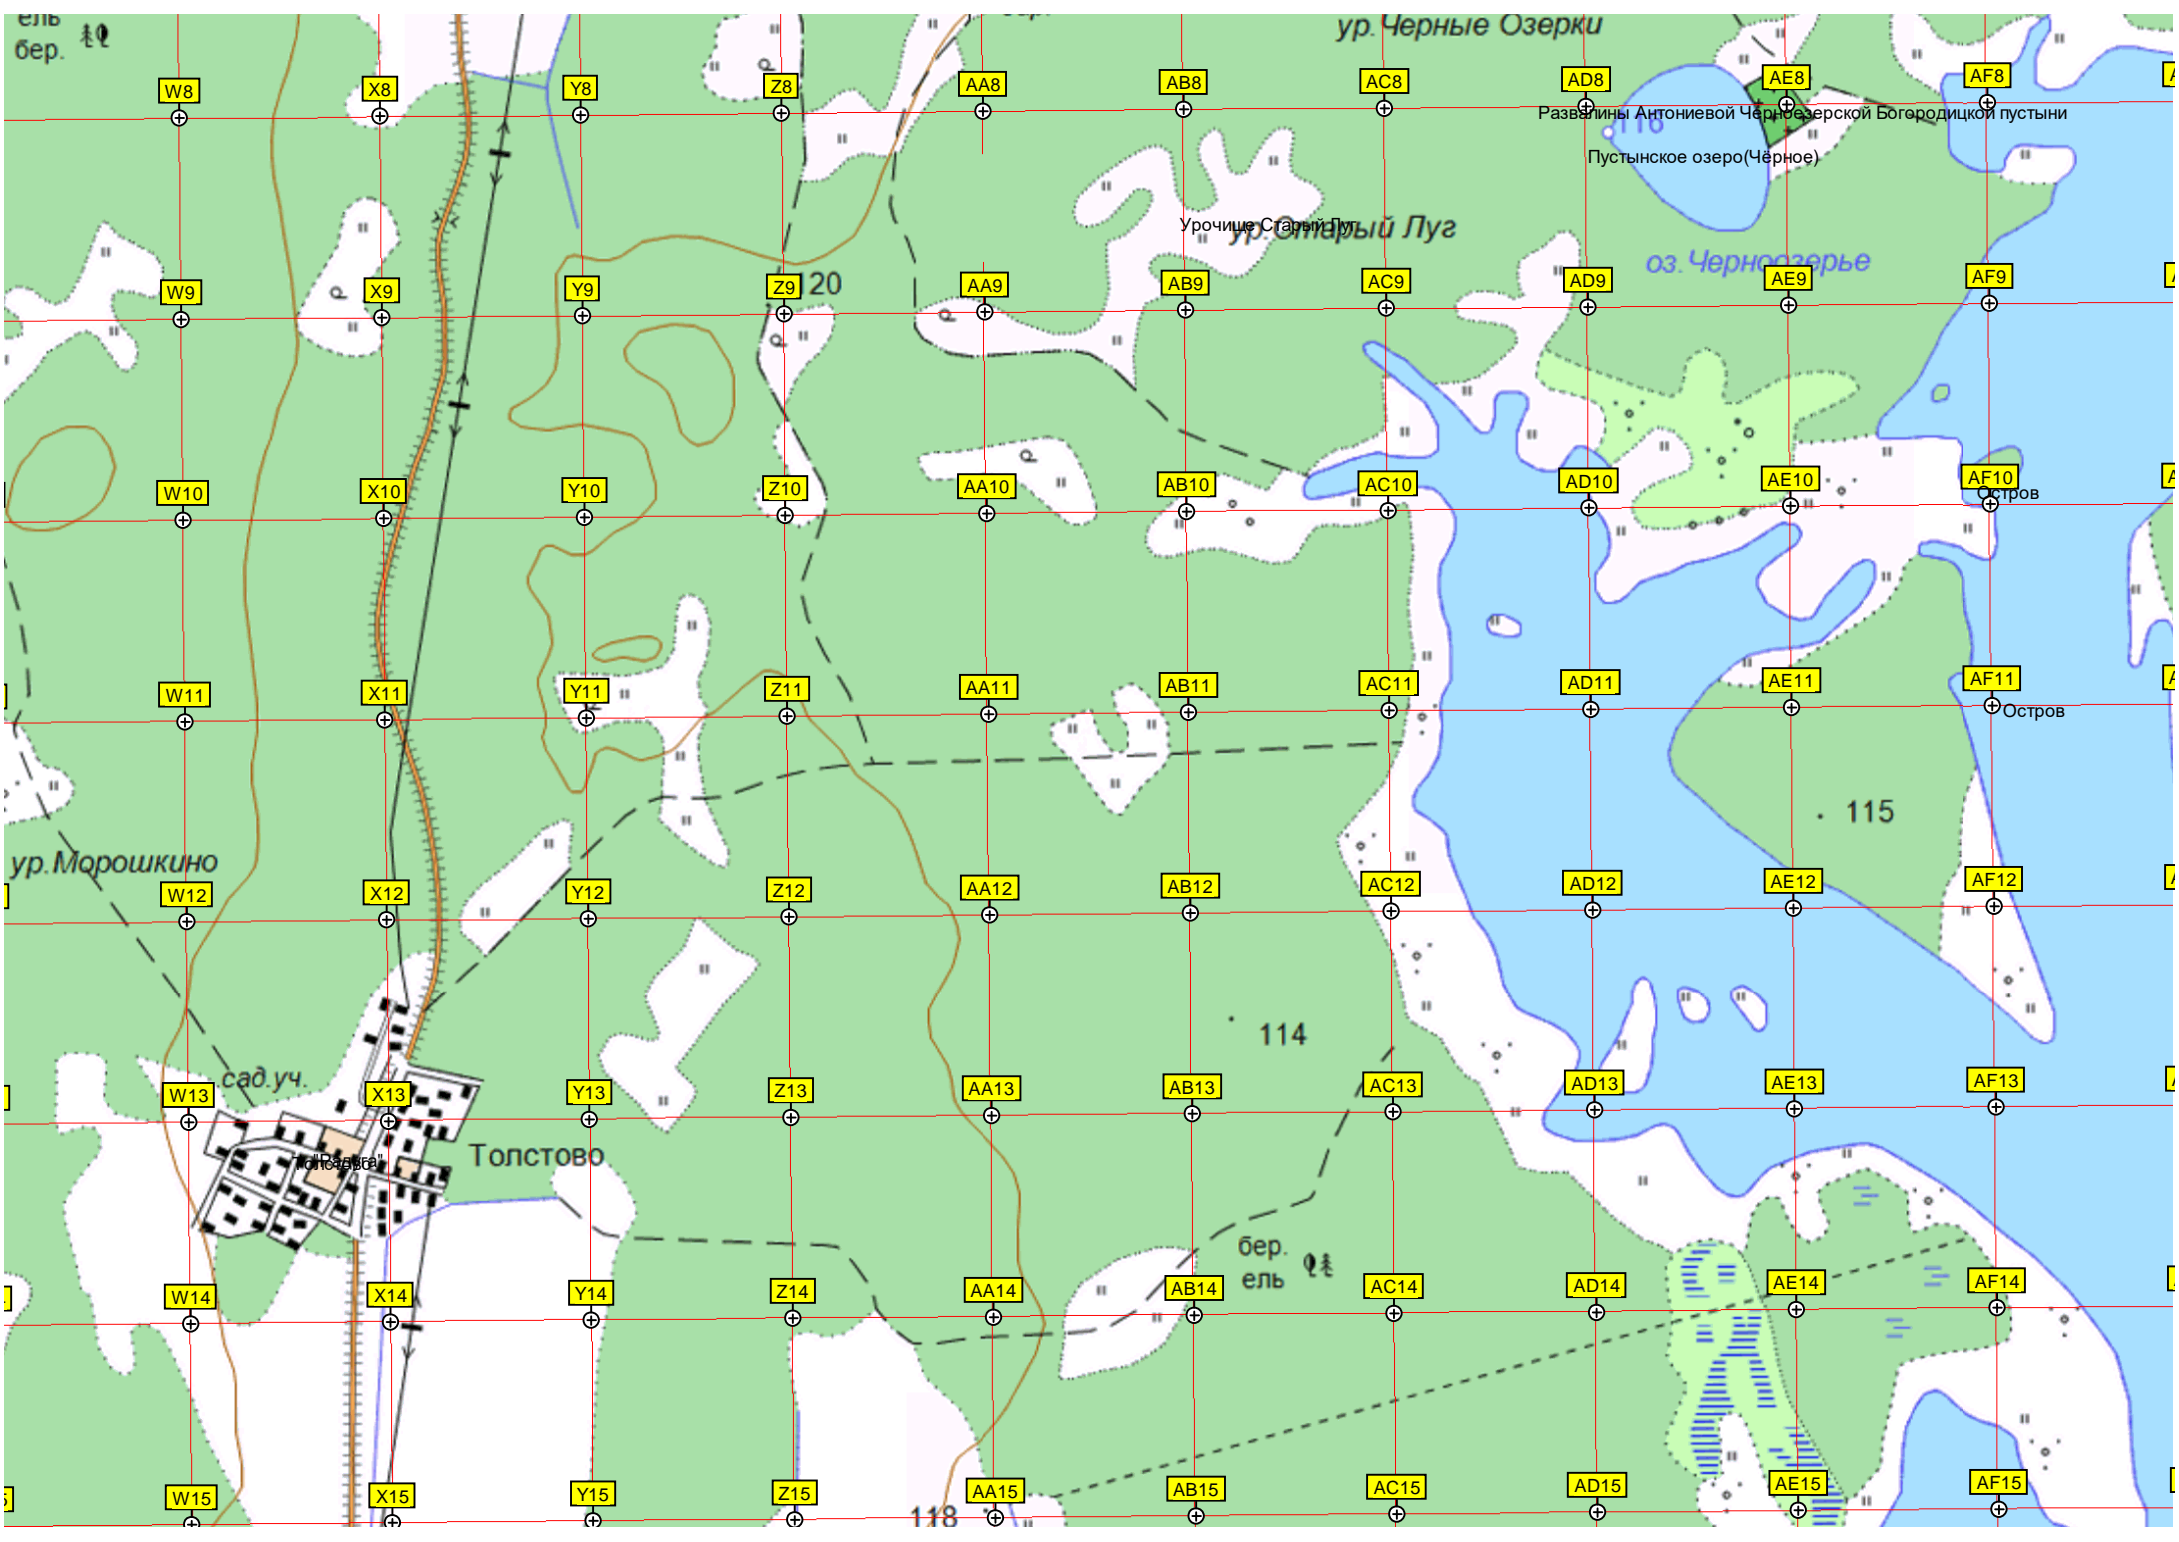 ель
бер.
ур.Черные Озерки
W8
X8
Y8
Z8
AA8
AB8
AC8
AD8
AE8
AF8
Развалины Антониевой Чёрноезерской Богородицкой пустыни
116
Пустынское озеро(Чёрное)
Урочище Старый Луг
ур.Старый Луг
оз.Черноозерье
120
W9
X9
Y9
Z9
AA9
AB9
AC9
AD9
AE9
AF9
W10
X10
Y10
Z10
AA10
AB10
AC10
AD10
AE10
AF10
Остров
W11
X11
Y11
Z11
AA11
AB11
AC11
AD11
AE11
AF11
Остров
115
ур.Морошкино
W12
X12
Y12
Z12
AA12
AB12
AC12
AD12
AE12
AF12
114
сад.уч.
W13
X13
Y13
Z13
AA13
AB13
AC13
AD13
AE13
AF13
Толстово
Толстово
"Радуга"
бер.
ель
W14
X14
Y14
Z14
AA14
AB14
AC14
AD14
AE14
AF14
W15
X15
Y15
Z15
AA15
AB15
AC15
AD15
AE15
AF15
118